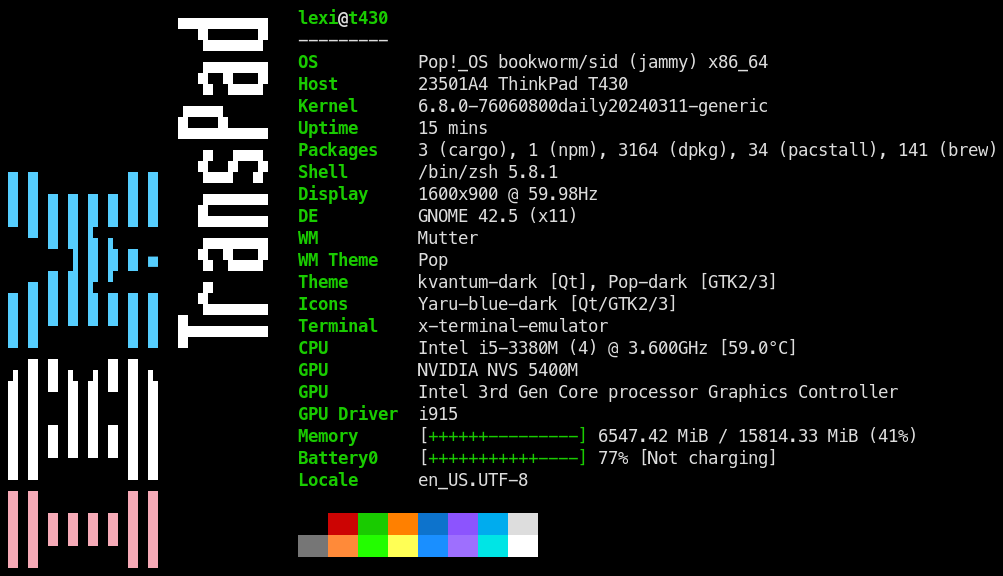 TransPad
IBM
lexi@t430
---------
OS Pop!_OS bookworm/sid (jammy) x86_64
Host 23501A4 ThinkPad T430
Kernel 6.8.0-76060800daily20240311-generic
Uptime 15 mins
Packages 3 (cargo), 1 (npm), 3164 (dpkg), 34 (pacstall), 141 (brew)
Shell /bin/zsh 5.8.1
Display 1600x900 @ 59.98Hz
DE GNOME 42.5 (x11)
WM Mutter
WM Theme Pop
Theme kvantum-dark [Qt], Pop-dark [GTK2/3]
Icons Yaru-blue-dark [Qt/GTK2/3]
Terminal x-terminal-emulator
CPU Intel i5-3380M (4) @ 3.600GHz [59.0°C]
GPU NVIDIA NVS 5400M
GPU Intel 3rd Gen Core processor Graphics Controller
GPU Driver i915
Memory [++++++---------] 6547.42 MiB / 15814.33 MiB (41%)
Battery0 [+++++++++++----] 77% [Not charging]
Locale en_US.UTF-8